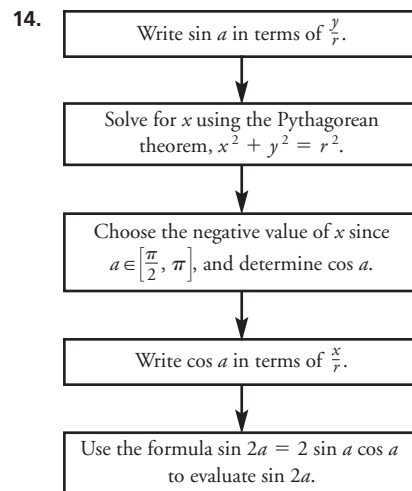 14.
Write sin a in terms of y/r.
Solve for x using the Pythagorean
theorem, x² + y² = r².
Choose the negative value of x since
a ∈ [π/2, π], and determine cos a.
Write cos a in terms of x/r.
Use the formula sin 2a = 2 sin a cos a
to evaluate sin 2a.